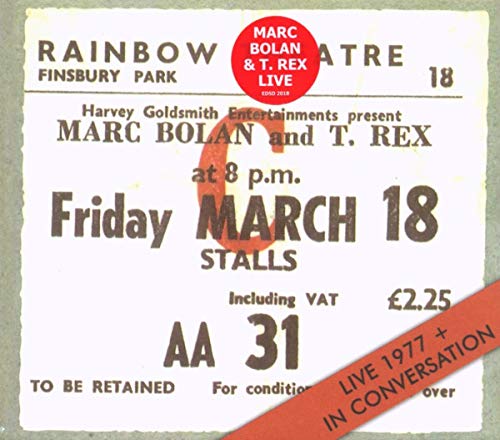 RAINBOW ATRE
FINSBURY PARK
18
MARC
BOLAN
& T. REX
LIVE
EDSD 2018
Harvey Goldsmith Entertainments present
MARC BOLAN and T. REX
C
at 8 p.m.
Friday MARCH 18
STALLS
Including VAT £2.25
AA 31
TO BE RETAINED For condition over
LIVE 1977 +
IN CONVERSATION